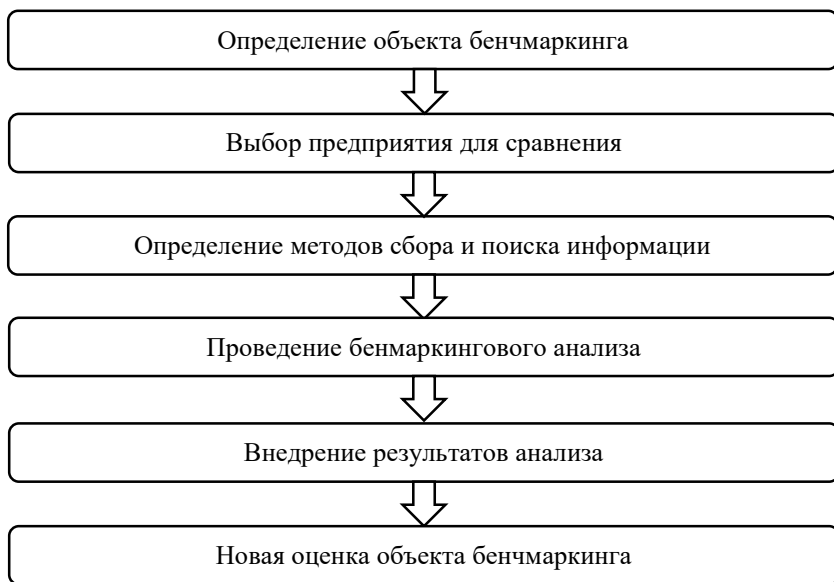 Определение объекта бенчмаркинга
Выбор предприятия для сравнения
Определение методов сбора и поиска информации
Проведение бенмаркингового анализа
Внедрение результатов анализа
Новая оценка объекта бенчмаркинга